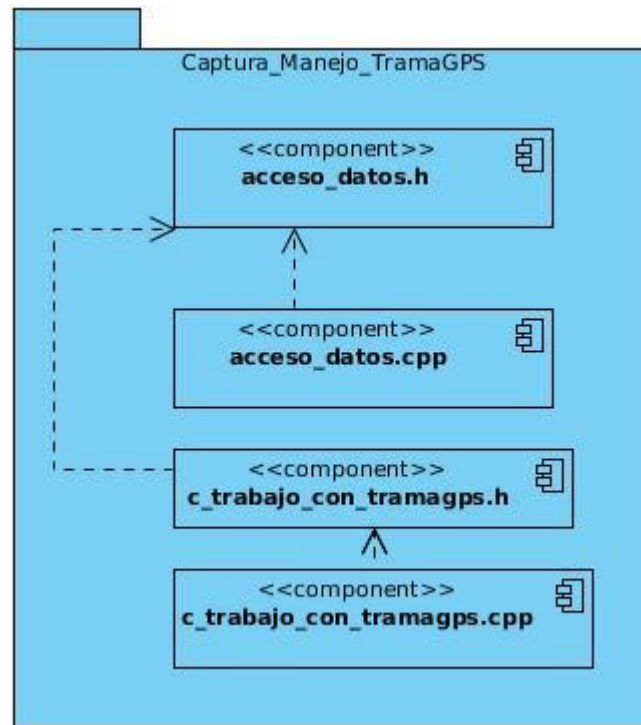 Captura_Manejo_TramaGPS
<<component>>
acceso_datos.h
<<component>>
acceso_datos.cpp
<<component>>
c_trabajo_con_tramagps.h
<<component>>
c_trabajo_con_tramagps.cpp